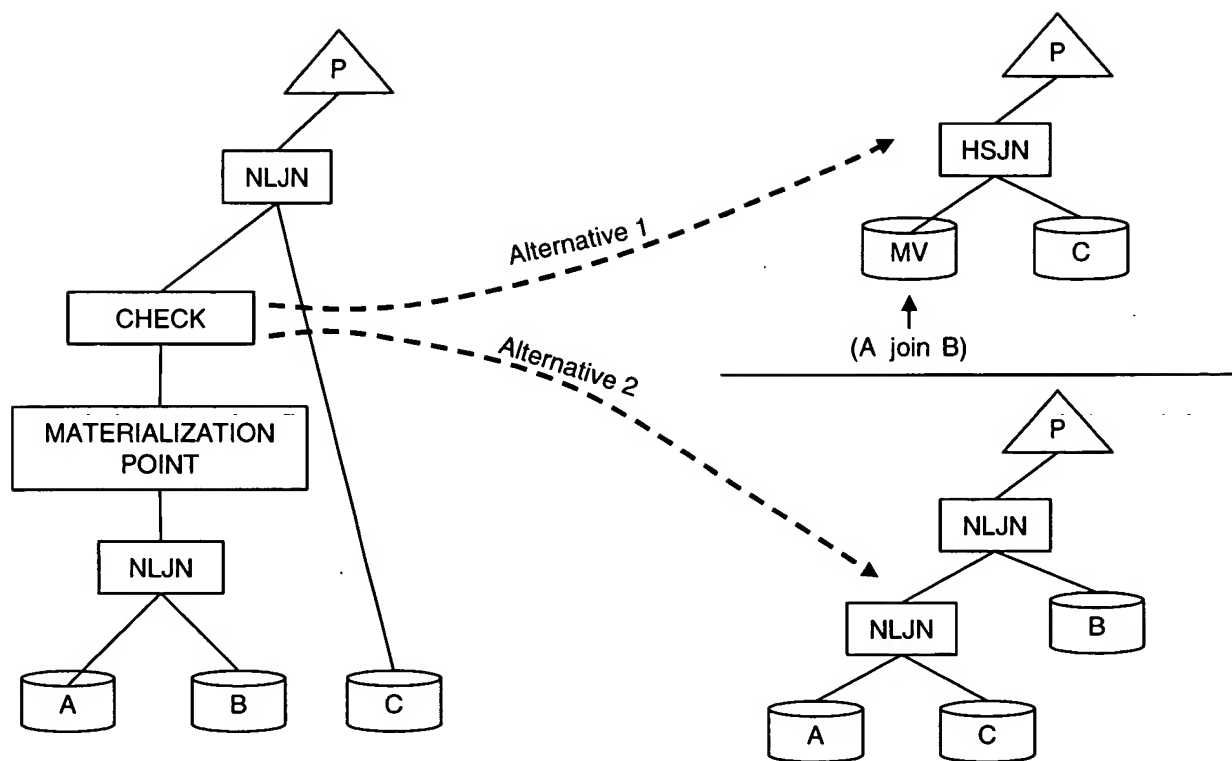 P
NLJN
CHECK
MATERIALIZATION
POINT
NLJN
A
B
C
Alternative 1
Alternative 2
P
HSJN
MV
C
(A join B)
P
NLJN
NLJN
B
A
C